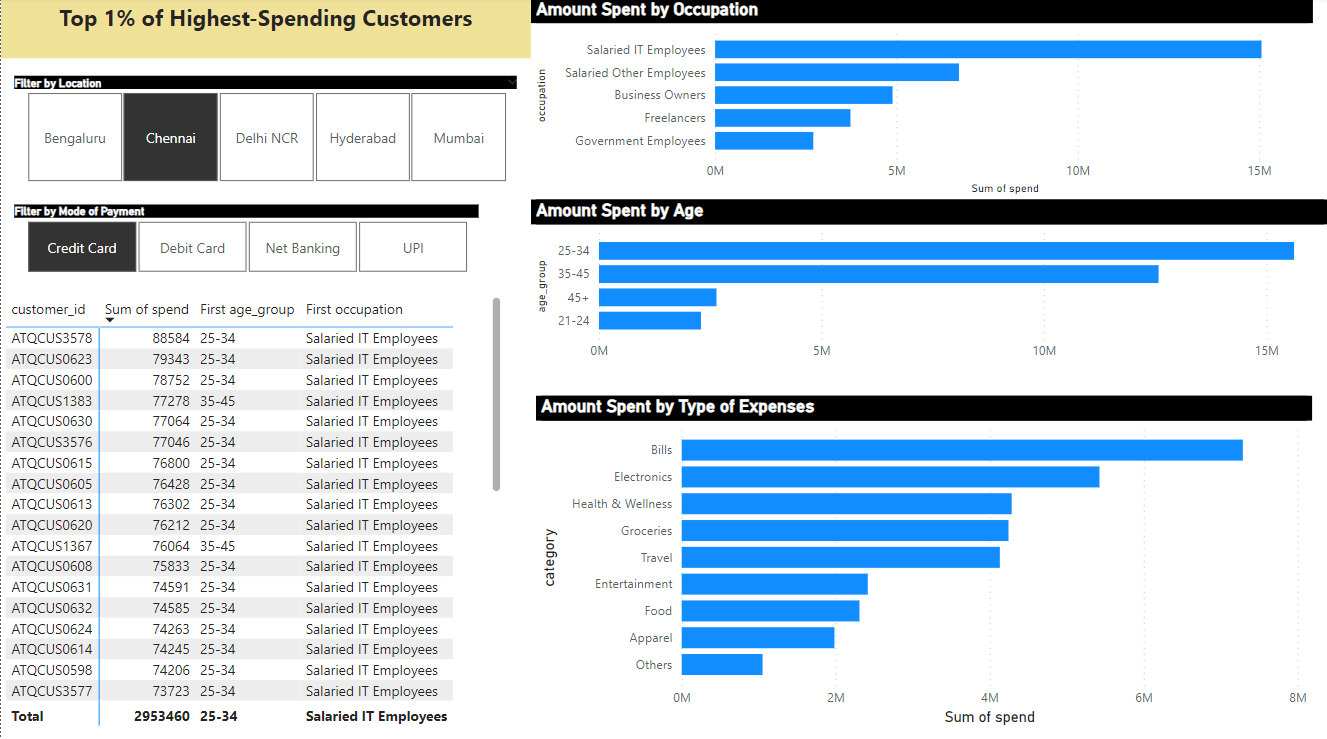 Top 1% of Highest-Spending Customers
Filter by Location
Bengaluru Chennai Delhi NCR Hyderabad Mumbai
Filter by Mode of Payment
Credit Card Debit Card Net Banking UPI
customer_id Sum of spend First age_group First occupation
ATQCUS3578 88584 25-34 Salaried IT Employees
ATQCUS0623 79343 25-34 Salaried IT Employees
ATQCUS0600 78752 25-34 Salaried IT Employees
ATQCUS1383 77278 35-45 Salaried IT Employees
ATQCUS0630 77064 25-34 Salaried IT Employees
ATQCUS3576 77046 25-34 Salaried IT Employees
ATQCUS0615 76800 25-34 Salaried IT Employees
ATQCUS0605 76428 25-34 Salaried IT Employees
ATQCUS0613 76302 25-34 Salaried IT Employees
ATQCUS0620 76212 25-34 Salaried IT Employees
ATQCUS1367 76064 35-45 Salaried IT Employees
ATQCUS0608 75833 25-34 Salaried IT Employees
ATQCUS0631 74591 25-34 Salaried IT Employees
ATQCUS0632 74585 25-34 Salaried IT Employees
ATQCUS0624 74263 25-34 Salaried IT Employees
ATQCUS0614 74245 25-34 Salaried IT Employees
ATQCUS0598 74206 25-34 Salaried IT Employees
ATQCUS3577 73723 25-34 Salaried IT Employees
Total 2953460 25-34 Salaried IT Employees
Amount Spent by Occupation
occupation
Salaried IT Employees
Salaried Other Employees
Business Owners
Freelancers
Government Employees
0M 5M 10M 15M
Sum of spend
Amount Spent by Age
age_group
25-34
35-45
45+
21-24
0M 5M 10M 15M
Amount Spent by Type of Expenses
category
Bills
Electronics
Health & Wellness
Groceries
Travel
Entertainment
Food
Apparel
Others
0M 2M 4M 6M 8M
Sum of spend